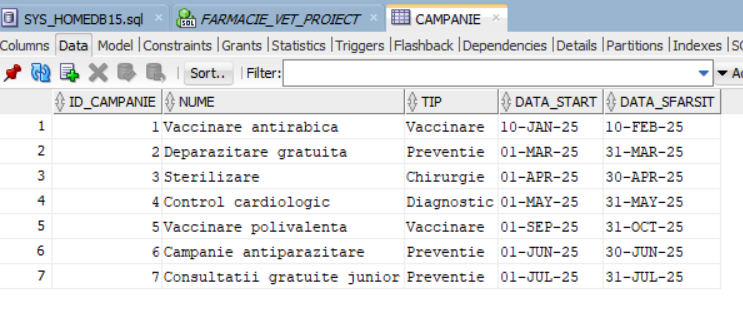 SYS_HOMEDB15.sql × FARMACIE_VET_PROIECT × CAMPANIE ×
Columns Data Model Constraints Grants Statistics Triggers Flashback Dependencies Details Partitions Indexes
Sort.. Filter:
ID_CAMPANIE NUME TIP DATA_START DATA_SFARSIT
1 1 Vaccinare antirabica Vaccinare 10-JAN-25 10-FEB-25
2 2 Deparazitare gratuita Preventie 01-MAR-25 31-MAR-25
3 3 Sterilizare Chirurgie 01-APR-25 30-APR-25
4 4 Control cardiologic Diagnostic 01-MAY-25 31-MAY-25
5 5 Vaccinare polivalenta Vaccinare 01-SEP-25 31-OCT-25
6 6 Campanie antiparazitare Preventie 01-JUN-25 30-JUN-25
7 7 Consultatii gratuite junior Preventie 01-JUL-25 31-JUL-25